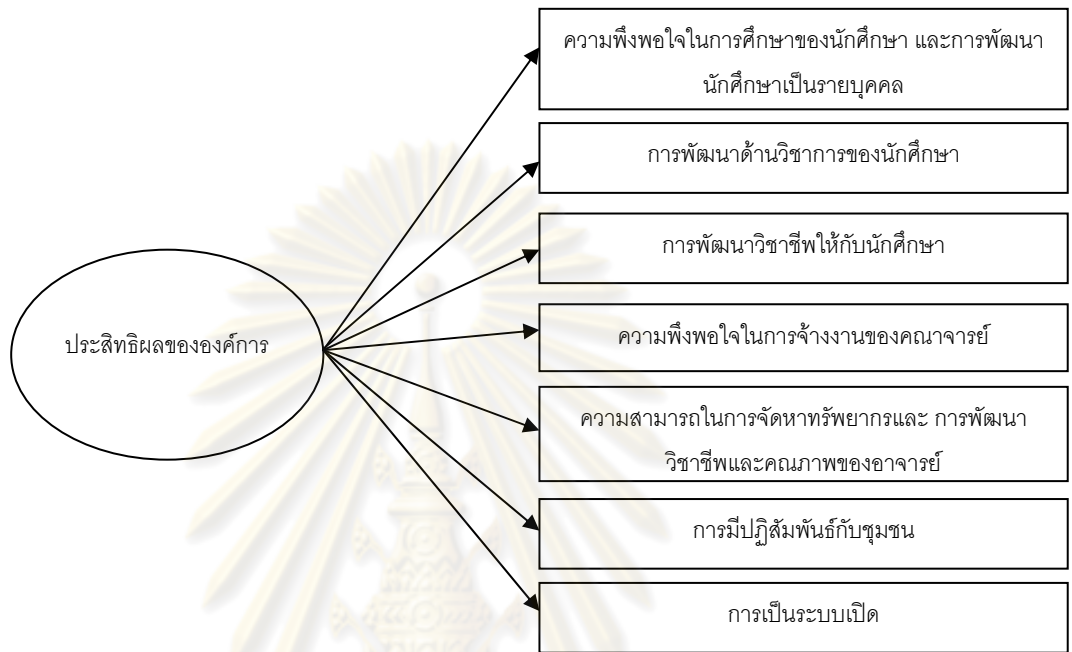 ความพึงพอใจในการศึกษาของนักศึกษา และการพัฒนา
นักศึกษาเป็นรายบุคคล
การพัฒนาด้านวิชาการของนักศึกษา
การพัฒนาวิชาชีพให้กับนักศึกษา
ประสิทธิผลขององค์การ
ความพึงพอใจในการจ้างงานของคณาจารย์
ความสามารถในการจัดหาทรัพยากรและ การพัฒนา
วิชาชีพและคุณภาพของอาจารย์
การมีปฏิสัมพันธ์กับชุมชน
การเป็นระบบเปิด